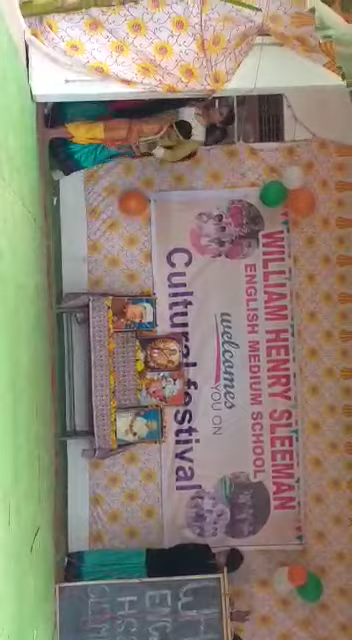 WILLIAM HENRY SLEEMAN
ENGLISH MEDIUM SCHOOL
welcomes
YOU ON
Cultural festival